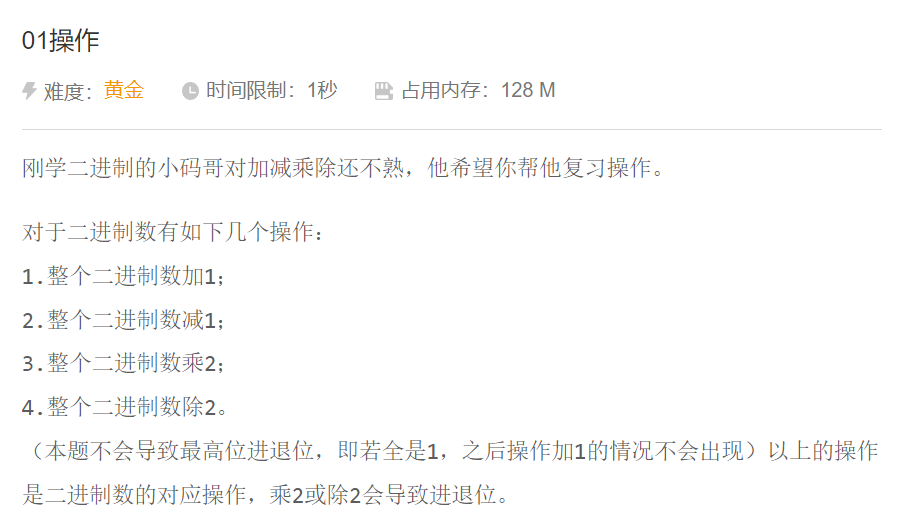 01操作
难度：黄金 时间限制：1秒 占用内存：128 M
刚学二进制的小码哥对加减乘除还不熟，他希望你帮他复习操作。
对于二进制数有如下几个操作：
1.整个二进制数加1；
2.整个二进制数减1；
3.整个二进制数乘2；
4.整个二进制数除2。
（本题不会导致最高位进退位，即若全是1，之后操作加1的情况不会出现）以上的操作
是二进制数的对应操作，乘2或除2会导致进退位。